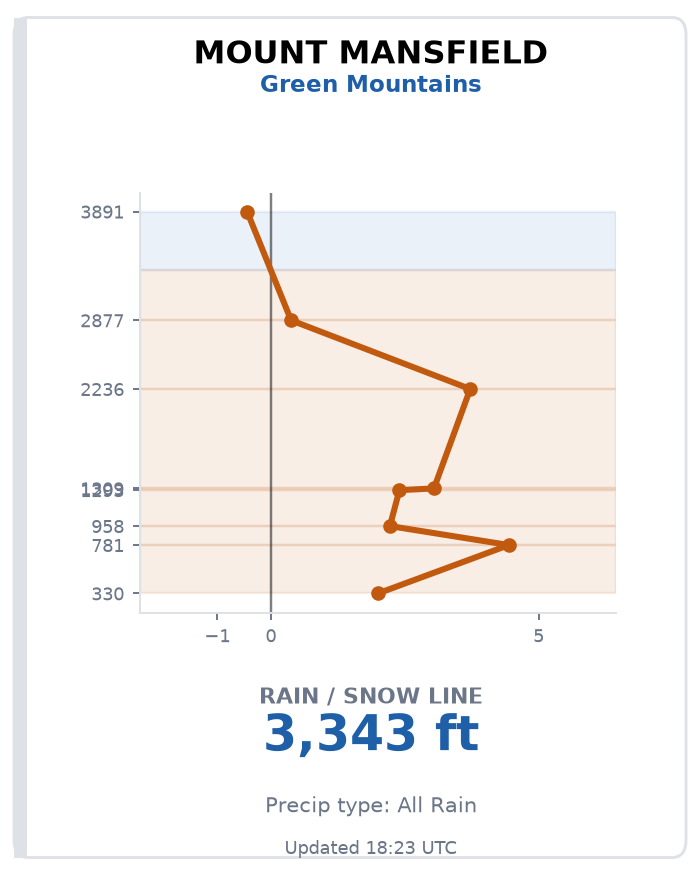 MOUNT MANSFIELD
Green Mountains
3891
2877
2236
958
781
330
−1
0
5
RAIN / SNOW LINE
3,343 ft
Precip type: All Rain
Updated 18:23 UTC